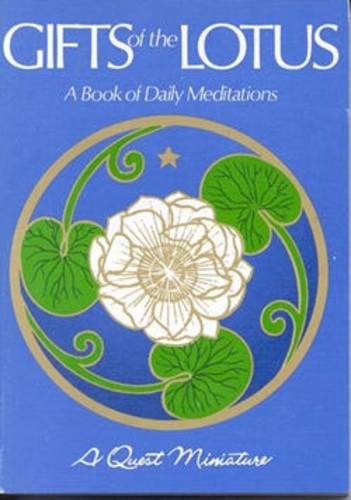 GIFTS of the LOTUS
A Book of Daily Meditations
A Quest Miniature